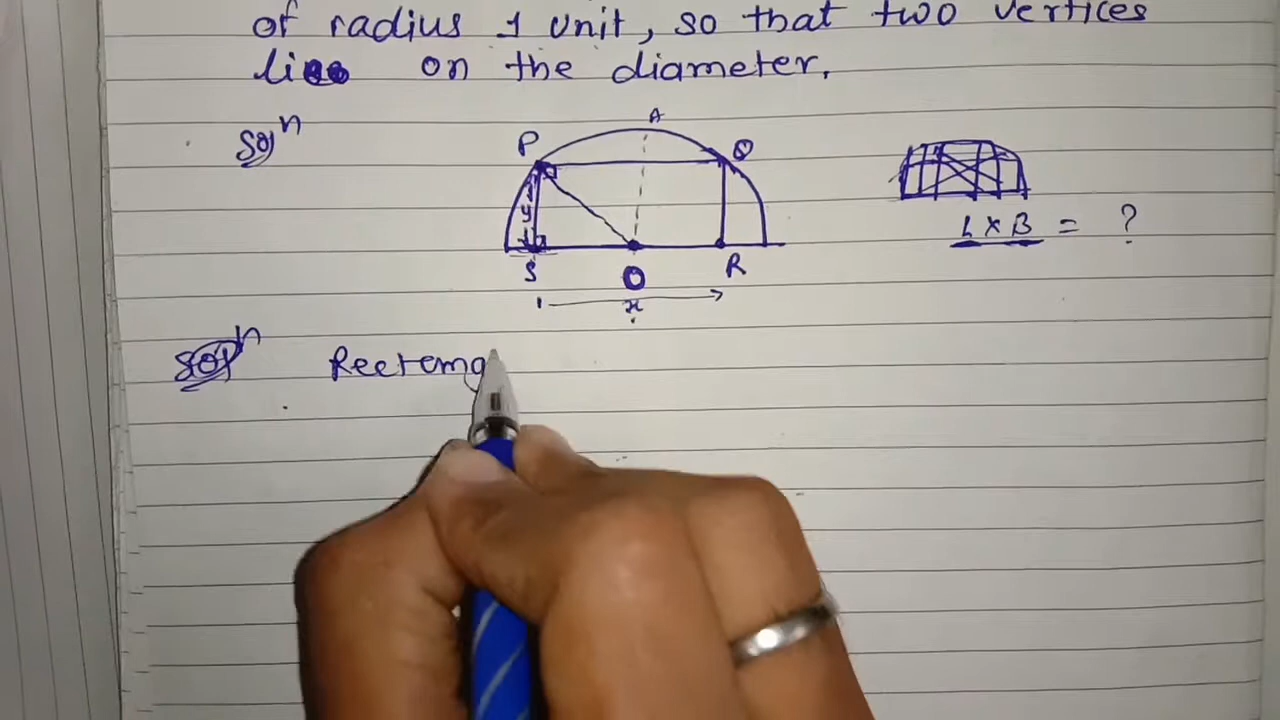 of radius 1 unit, so that two vertices
lies on the diameter.
Solⁿ
A
P
Q
y
S
O
R
x
L x B = ?
Solⁿ
Rectang